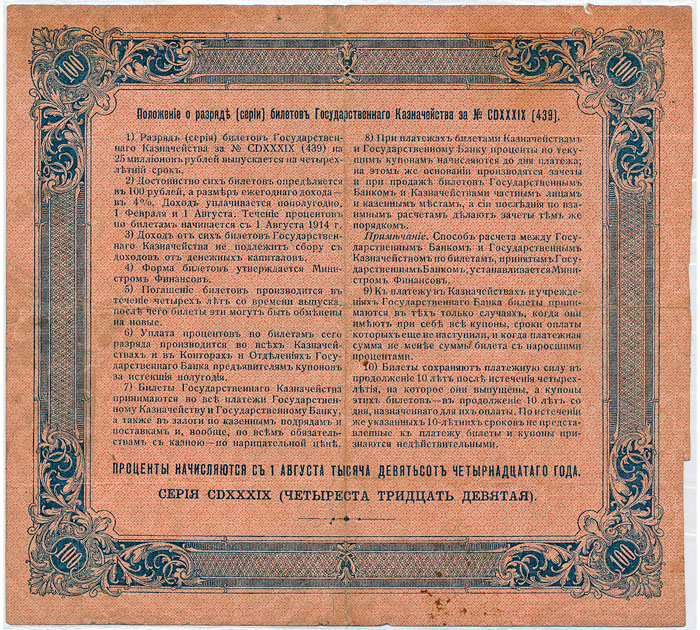 100
100
Положеніе о разрядѣ (серіи) билетовъ Государственнаго Казначейства за № CDXXXIX (439).
1) Разрядъ (серія) билетовъ Государствен-
наго Казначейства за № CDXXXIX (439) на
25 милліоновъ рублей выпускается на четырех-
лѣтній срокъ.
2) Достоинство сихъ билетовъ опредѣляется
въ 100 рублей, а размѣръ ежегоднаго дохода—
въ 4%. Доходъ уплачивается полугодно,
1 Февраля и 1 Августа. Теченіе процентовъ
по билетамъ начинается съ 1 Августа 1914 г.
3) Доходъ отъ сихъ билетовъ Государствен-
наго Казначейства не подлежитъ сбору съ
доходовъ отъ денежныхъ капиталовъ.
4) Форма билетовъ утверждается Мини-
стромъ Финансовъ.
5) Погашеніе билетовъ производится въ
теченіе четырехъ лѣтъ со времени выпуска,
послѣ чего билеты эти могутъ быть обмѣнены
на новые.
6) Уплата процентовъ по билетамъ сего
разряда производится во всѣхъ Казначей-
ствахъ и въ Конторахъ и Отдѣленіяхъ Госу-
дарственнаго Банка предъявителямъ купоновъ
за истекшія полугодія.
7) Билеты Государственнаго Казначейства
принимаются во всѣ платежи Государствен-
ному Казначейству и Государственному Банку,
а также въ залоги по казеннымъ подрядамъ и
поставкамъ и, вообще, по всѣмъ обязатель-
ствамъ съ казною—по нарицательной цѣнѣ.
8) При платежахъ билетами Казначействамъ
и Государственному Банку проценты по теку-
щимъ купонамъ начисляются до дня платежа;
на этомъ же основаніи производятся зачеты
и при продажѣ билетовъ Государственнымъ
Банкомъ и Казначействами частнымъ лицамъ
и казеннымъ мѣстамъ, а сіи послѣднія по вза-
имнымъ расчетамъ дѣлаютъ зачеты тѣмъ же
порядкомъ.
Примѣчаніе. Способъ расчета между Госу-
дарственнымъ Банкомъ и Государственнымъ
Казначействомъ по билетамъ, принятымъ Госу-
дарственнымъ Банкомъ, устанавливается Мини-
стромъ Финансовъ.
9) Къ платежу въ Казначействахъ и учрежде-
ніяхъ Государственнаго Банка билеты прини-
маются въ тѣхъ только случаяхъ, когда они
имѣютъ при себѣ всѣ купоны, сроки оплаты
которыхъ еще не наступили, и когда платежная
сумма не менѣе суммы билета съ наросшими
процентами.
10) Билеты сохраняютъ платежную силу въ
продолженіе 10 лѣтъ послѣ истеченія четырех-
лѣтія, на которое они выпущены, а купоны
этихъ билетовъ—въ продолженіе 10 лѣтъ со
дня, назначеннаго для ихъ оплаты. По истеченіи
же указанныхъ 10-лѣтнихъ сроковъ не предста-
вленные къ платежу билеты и купоны при-
знаются недѣйствительными.
ПРОЦЕНТЫ НАЧИСЛЯЮТСЯ СЪ 1 АВГУСТА ТЫСЯЧА ДЕВЯТЬСОТЪ ЧЕТЫРНАДЦАТАГО ГОДА.
СЕРІЯ CDXXXIX (ЧЕТЫРЕСТА ТРИДЦАТЬ ДЕВЯТАЯ).
100
100